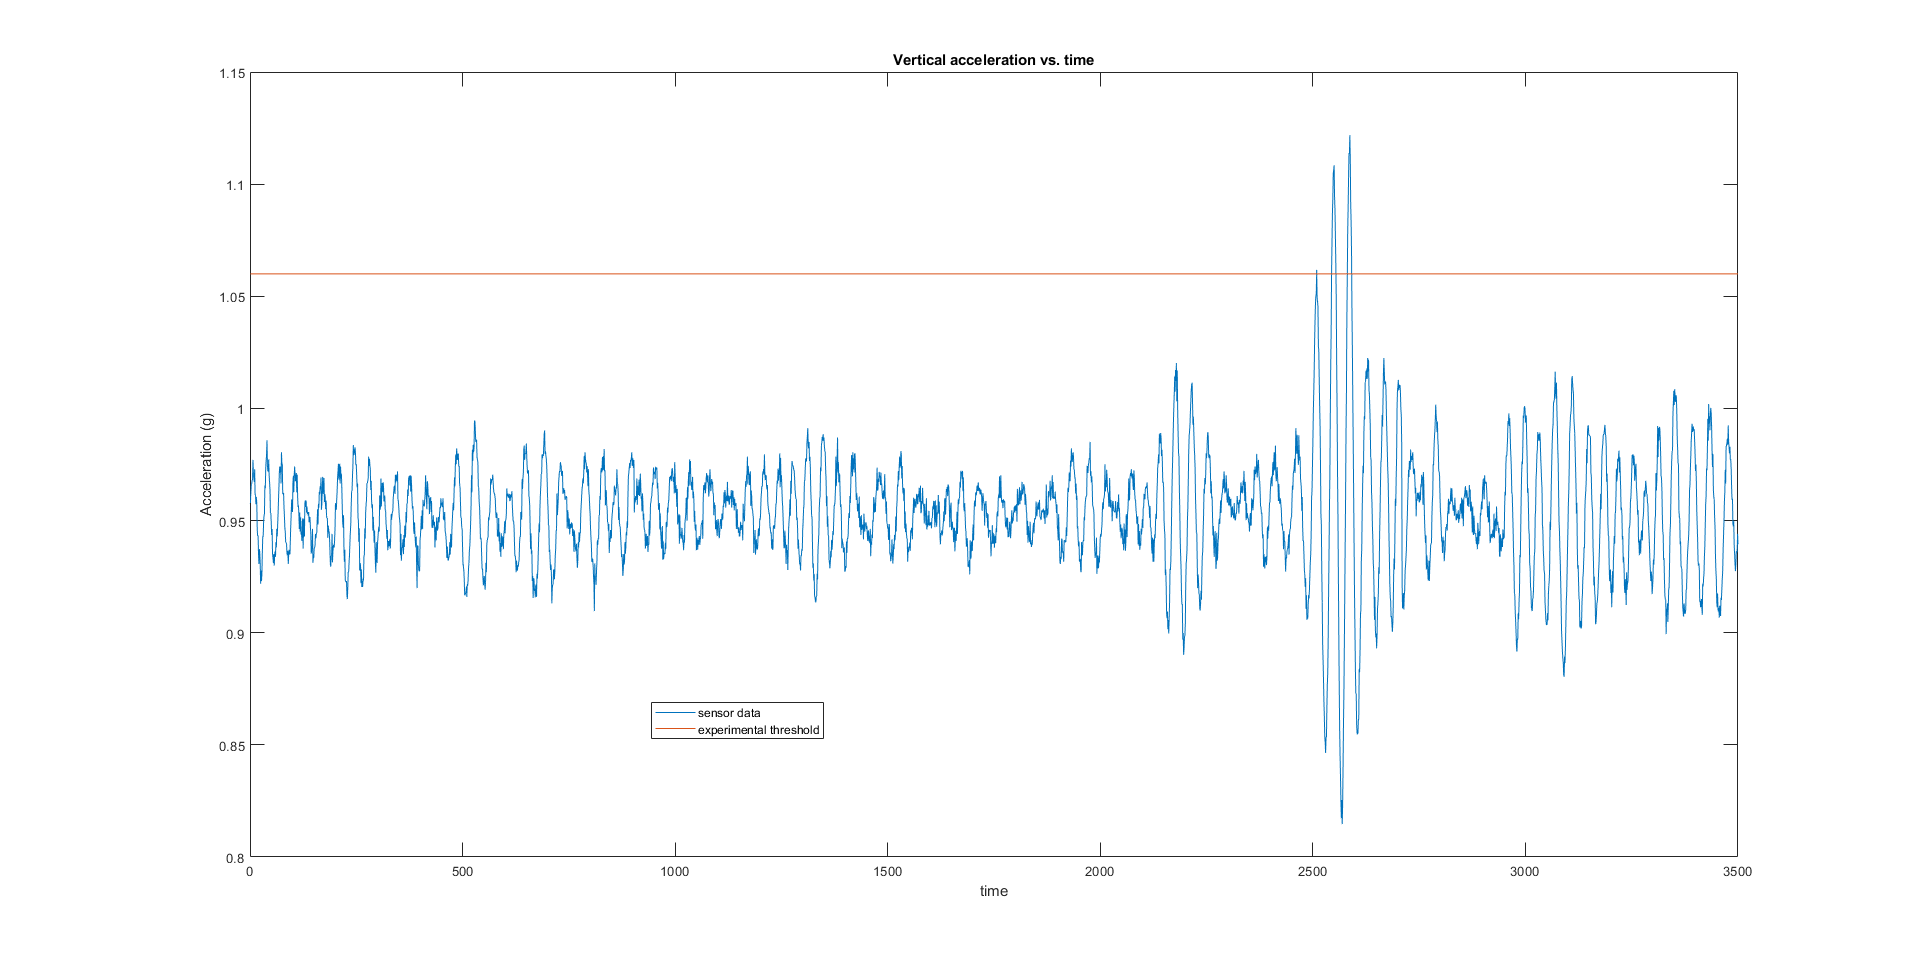 Vertical acceleration vs. time
1.15
1.1
1.05
1
0.95
0.9
0.85
0.8
Acceleration (g)
sensor data
experimental threshold
0 500 1000 1500 2000 2500 3000 3500
time